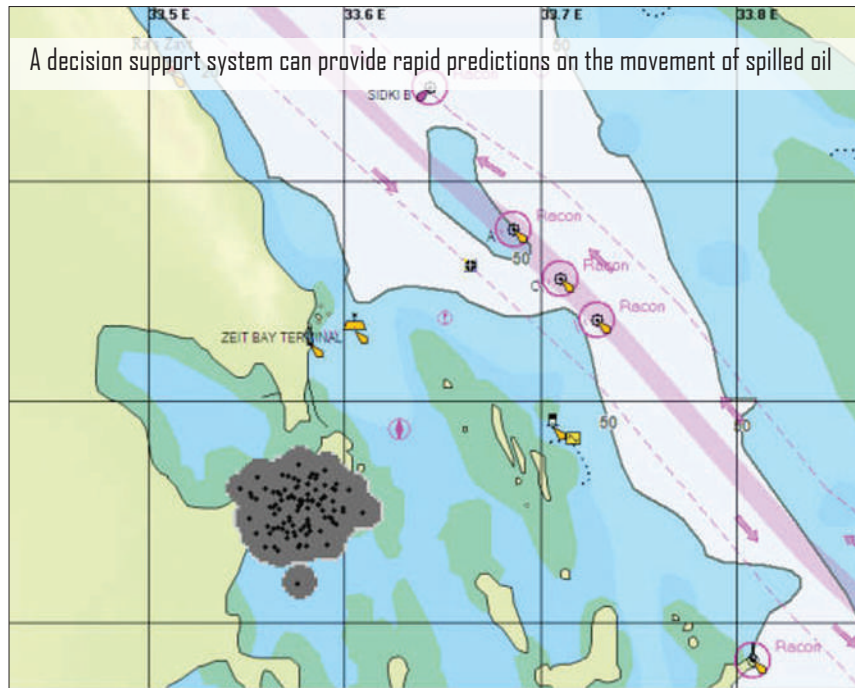 33.5 E 33.6 E 33.7 E 33.8 E
A decision support system can provide rapid predictions on the movement of spilled oil
Racon
SIDKI B
Racon
A
50
Racon
C
Racon
ZEIT BAY TERMINAL
50
50
Racon